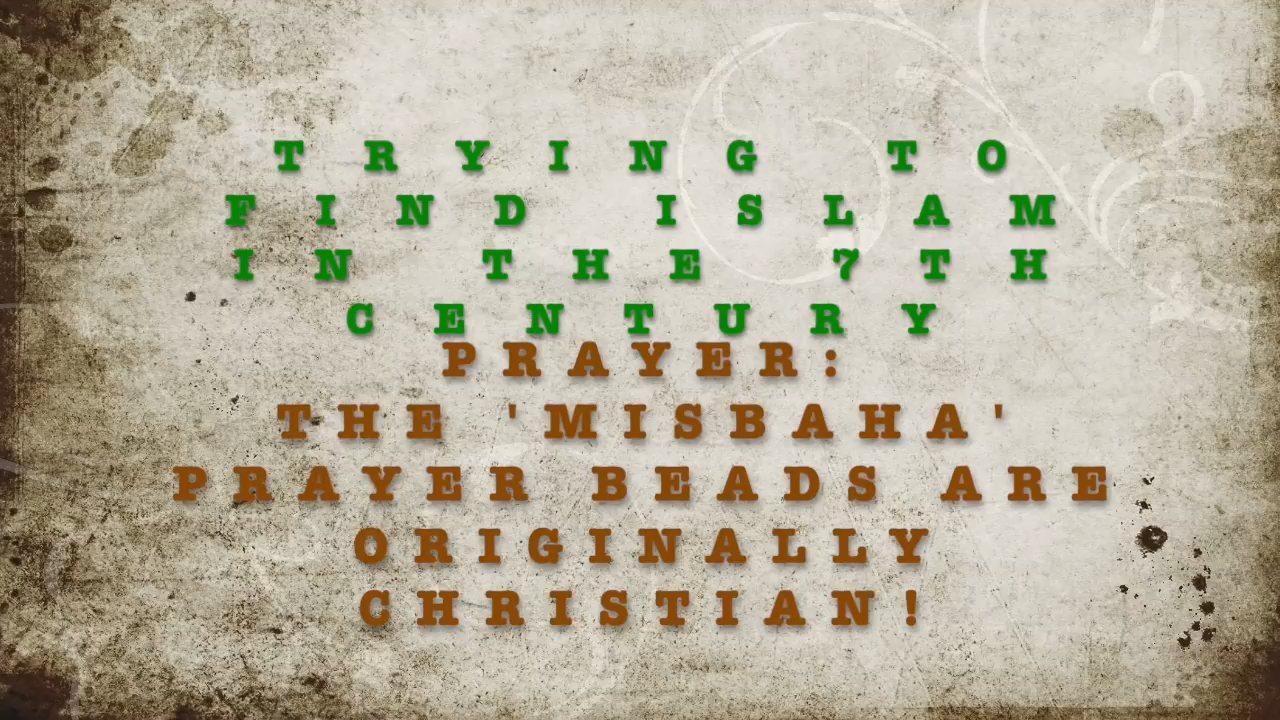 TRYING TO
FIND ISLAM
IN THE 7TH
CENTURY
PRAYER:
THE 'MISBAHA'
PRAYER BEADS ARE
ORIGINALLY
CHRISTIAN!